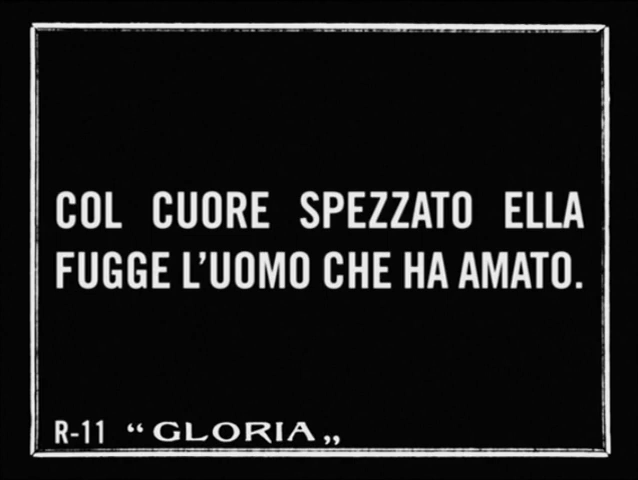 COL CUORE SPEZZATO ELLA
FUGGE L'UOMO CHE HA AMATO.
R-11 “GLORIA„